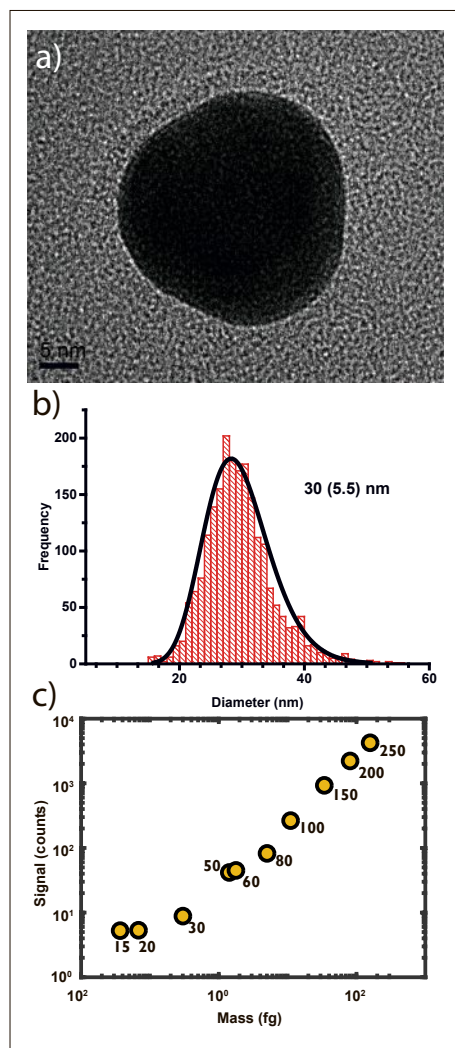 a)
5 nm
b)
200
150
100
50
0
Frequency
30 (5.5) nm
20
40
60
Diameter (nm)
c)
10⁴
10³
10²
10¹
10⁰
Signal (counts)
250
200
150
100
80
50
60
30
15
20
10²
10⁰
10²
Mass (fg)